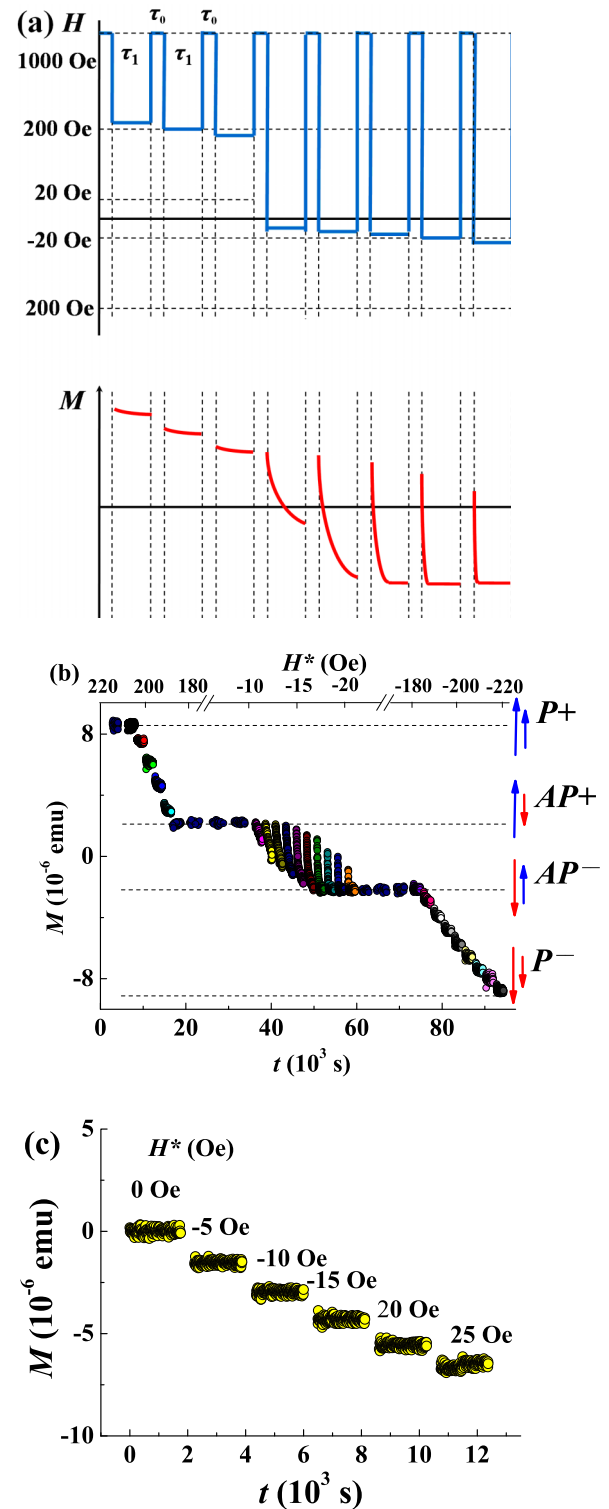 (a) H τ₀ τ₀
1000 Oe τ₁ τ₁
200 Oe
20 Oe
-20 Oe
200 Oe
M
(b) H* (Oe)
220 200 180 -10 -15 -20 -180 -200 -220
P+
8
AP+
0
AP—
-8
P—
M (10⁻⁶ emu)
0 20 40 60 80
t (10³ s)
(c) 5
H* (Oe)
0 Oe
0
-5 Oe
-10 Oe
-15 Oe
20 Oe
-5
25 Oe
-10
M (10⁻⁶ emu)
0 2 4 6 8 10 12
t (10³ s)